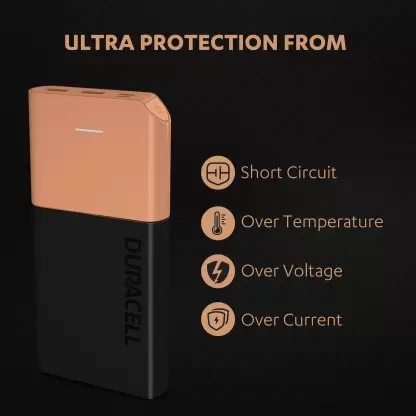 ULTRA PROTECTION FROM
Short Circuit
Over Temperature
Over Voltage
Over Current
DURACELL